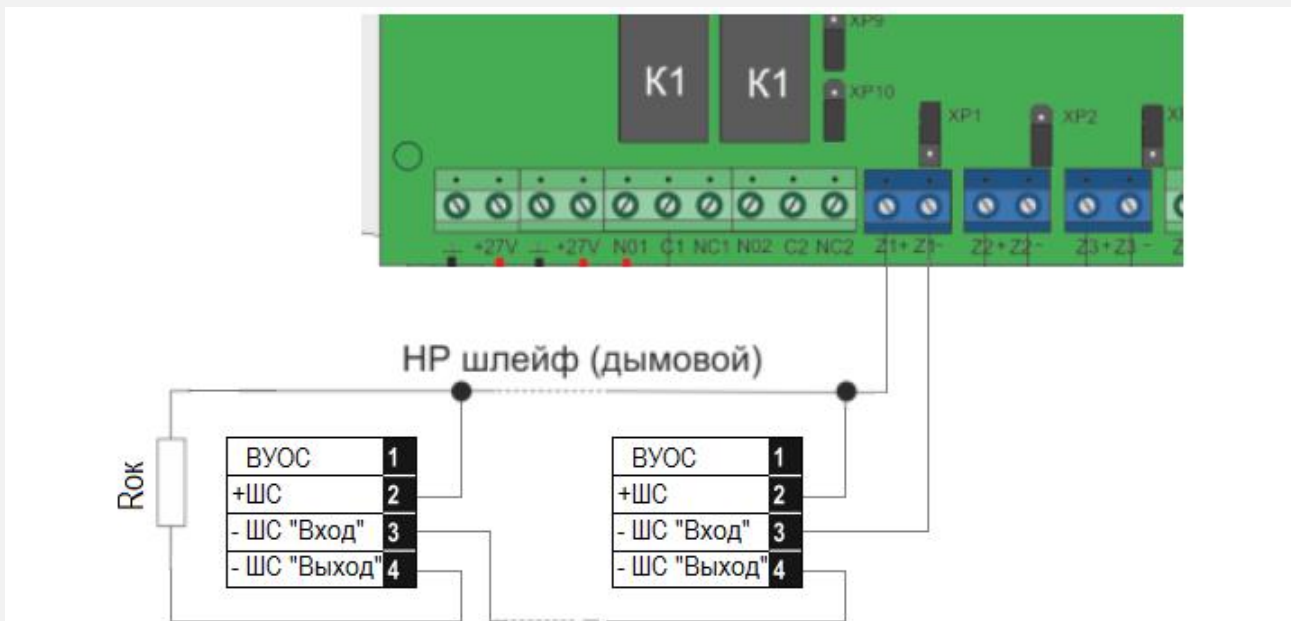 XP9
K1 K1
XP10
XP1 XP2
+27V +27V N01 C1 NC1 N02 C2 NC2 Z1+ Z1- Z2+ Z2- Z3+ Z3 -
НР шлейф (дымовой)
Rок
ВУОС 1
+ШС 2
- ШС "Вход" 3
- ШС "Выход" 4
ВУОС 1
+ШС 2
- ШС "Вход" 3
- ШС "Выход" 4